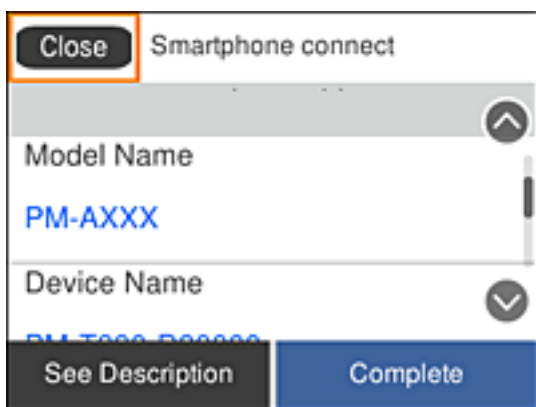 Close
Smartphone connect
Model Name
PM-AXXX
Device Name
See Description
Complete